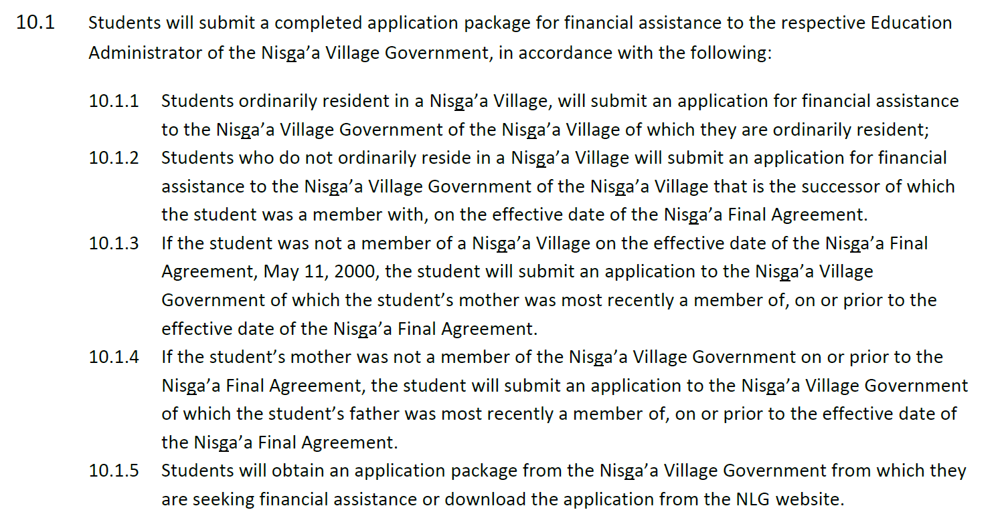 10.1 Students will submit a completed application package for financial assistance to the respective Education
Administrator of the Nisg̱a’a Village Government, in accordance with the following:
10.1.1 Students ordinarily resident in a Nisg̱a’a Village, will submit an application for financial assistance
to the Nisg̱a’a Village Government of the Nisg̱a’a Village of which they are ordinarily resident;
10.1.2 Students who do not ordinarily reside in a Nisg̱a’a Village will submit an application for financial
assistance to the Nisg̱a’a Village Government of the Nisg̱a’a Village that is the successor of which
the student was a member with, on the effective date of the Nisg̱a’a Final Agreement.
10.1.3 If the student was not a member of a Nisg̱a’a Village on the effective date of the Nisg̱a’a Final
Agreement, May 11, 2000, the student will submit an application to the Nisg̱a’a Village
Government of which the student’s mother was most recently a member of, on or prior to the
effective date of the Nisg̱a’a Final Agreement.
10.1.4 If the student’s mother was not a member of the Nisg̱a’a Village Government on or prior to the
Nisg̱a’a Final Agreement, the student will submit an application to the Nisg̱a’a Village Government
of which the student’s father was most recently a member of, on or prior to the effective date of
the Nisg̱a’a Final Agreement.
10.1.5 Students will obtain an application package from the Nisg̱a’a Village Government from which they
are seeking financial assistance or download the application from the NLG website.